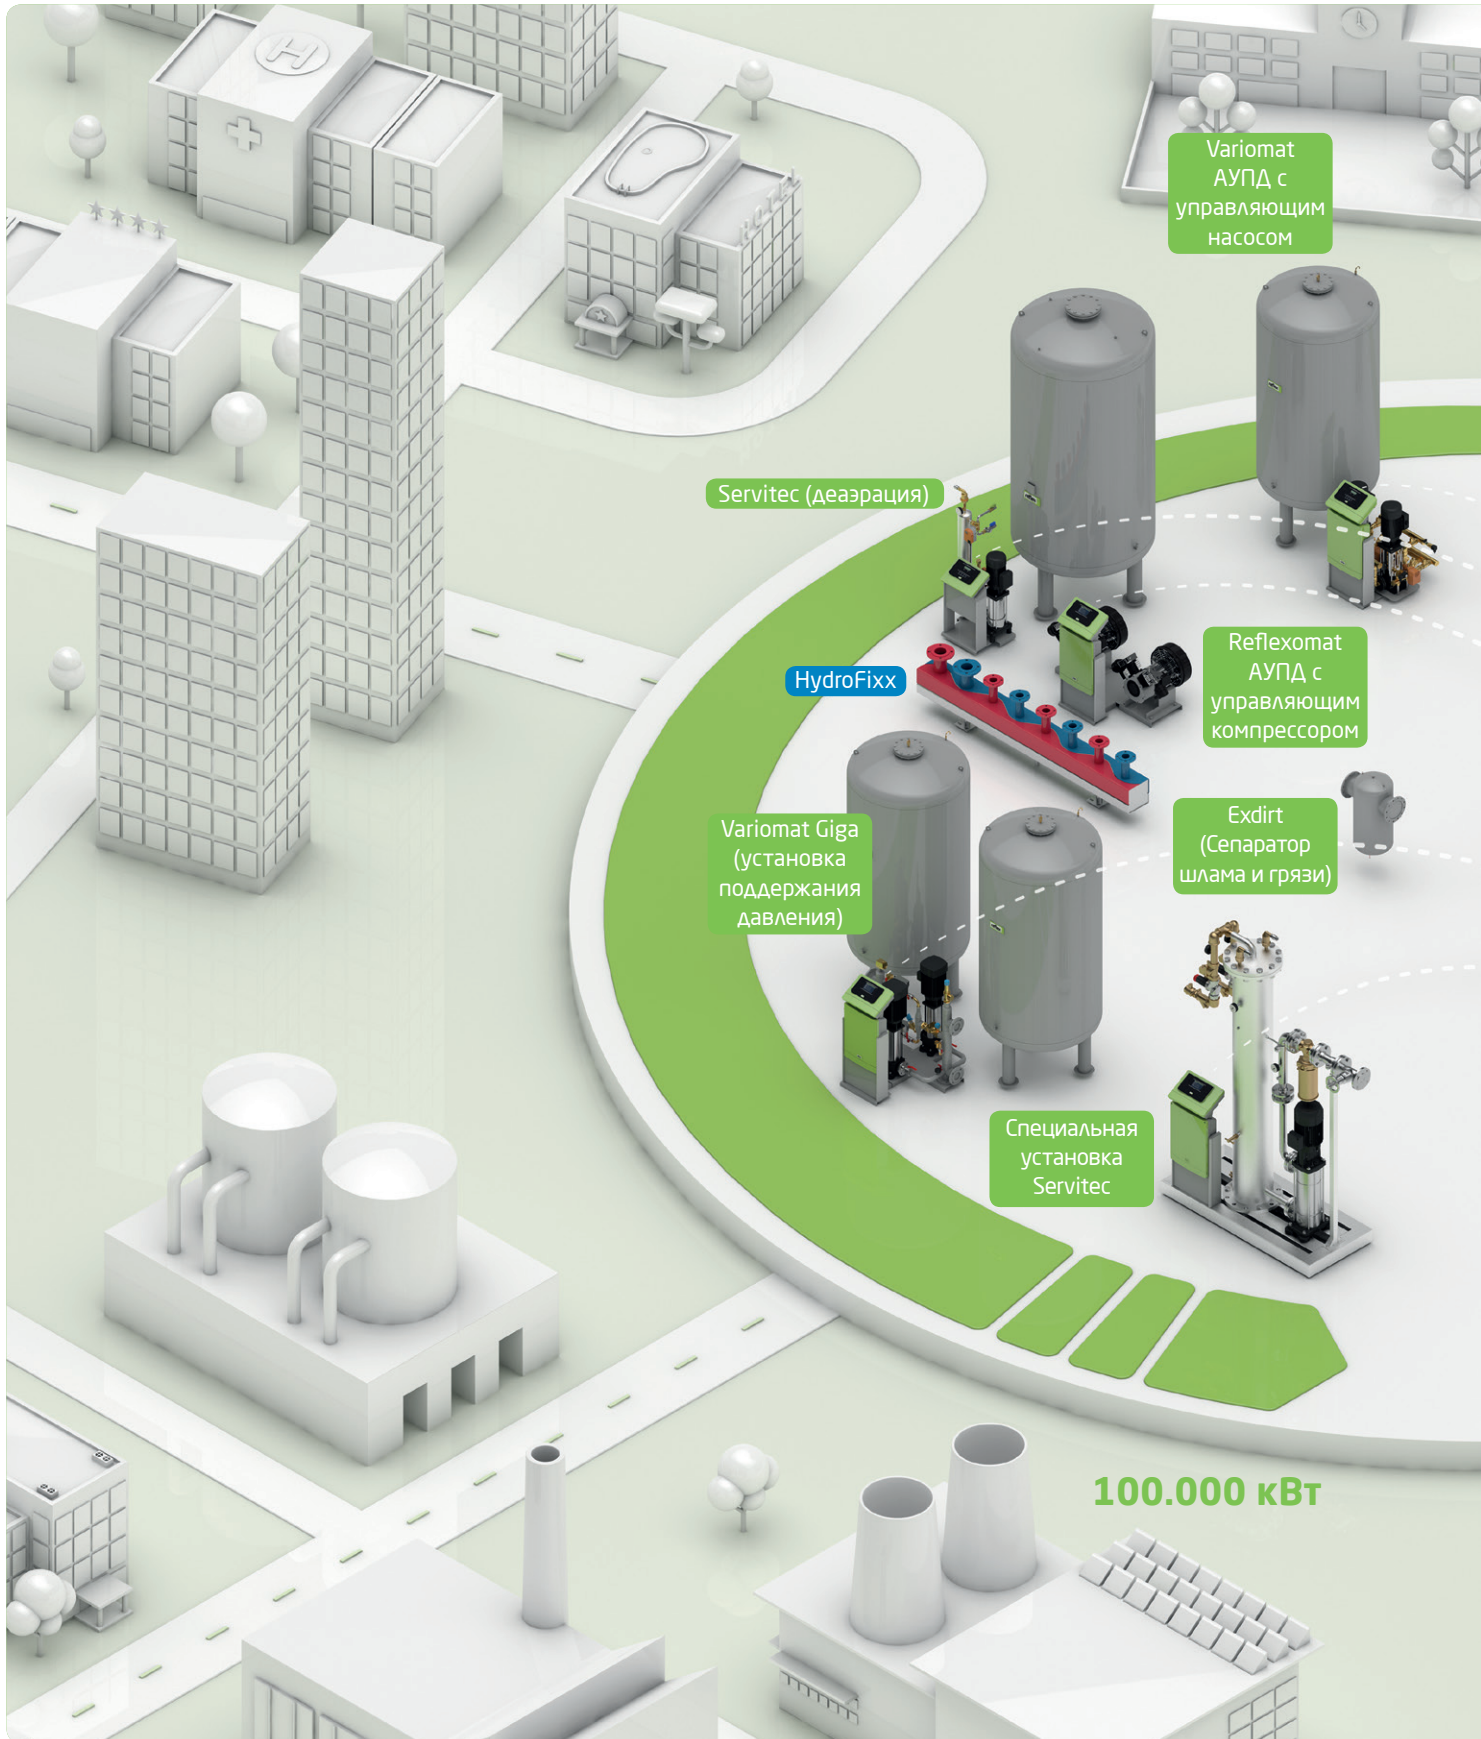 Variomat
АУПД с
управляющим
насосом
Servitec (деаэрация)
Reflexomat
АУПД с
управляющим
компрессором
HydroFixx
Exdirt
(Сепаратор
шлама и грязи)
Variomat Giga
(установка
поддержания
давления)
Специальная
установка
Servitec
100.000 кВт
H